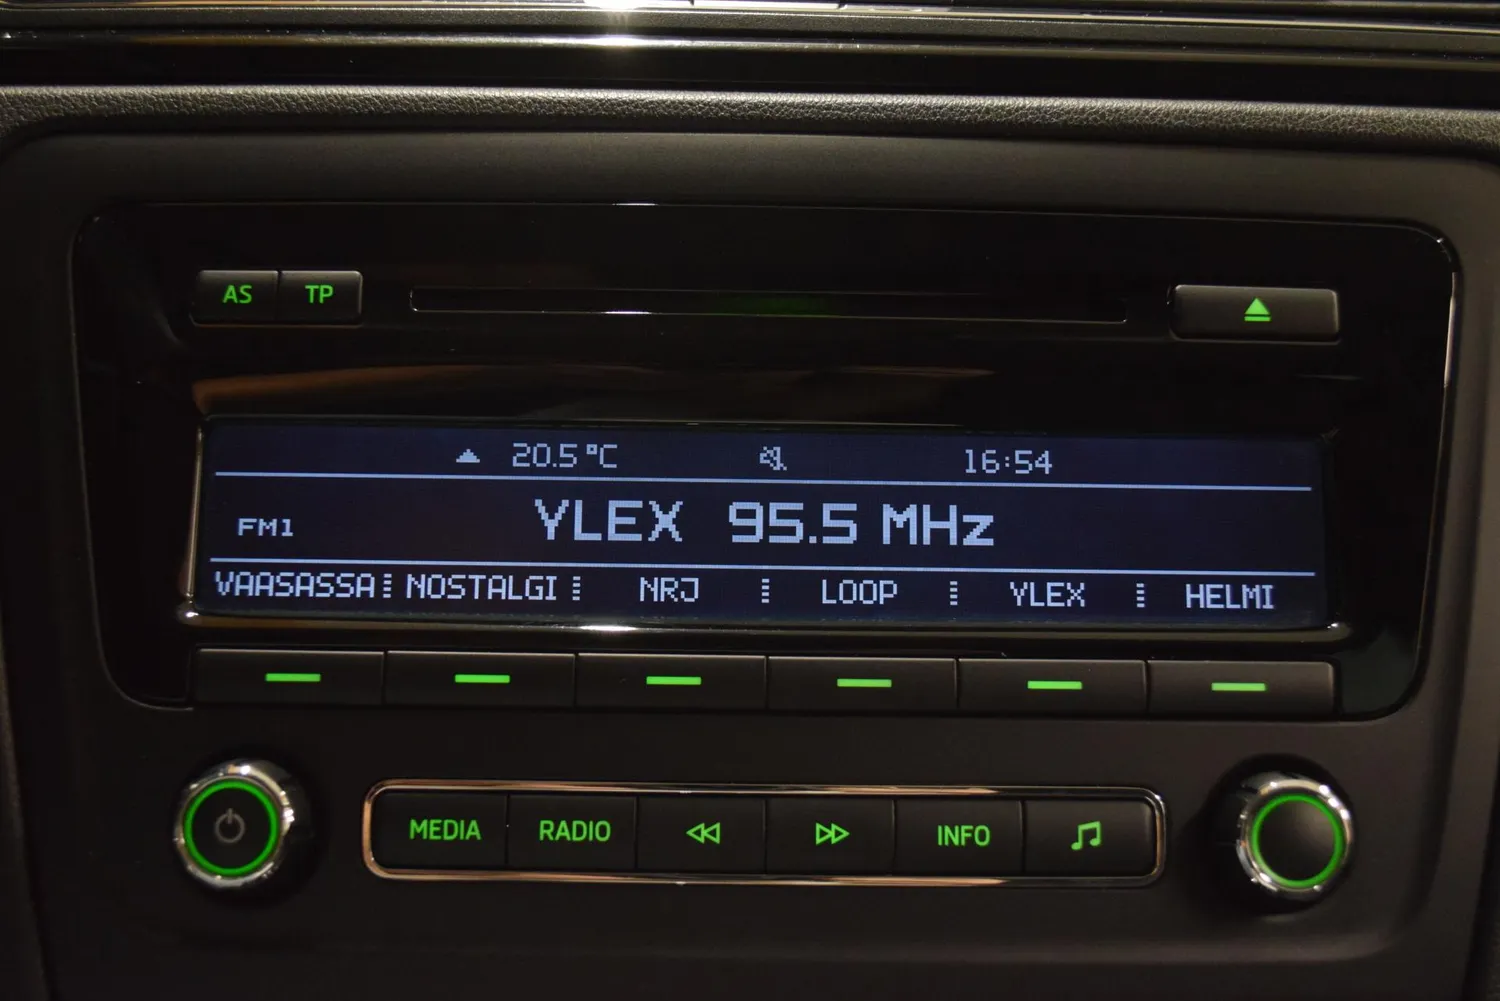 AS TP
20.5°C 16:54
FM1 YLEX 95.5 MHz
VAASASSA NOSTALGI NRJ LOOP YLEX HELMI
MEDIA RADIO INFO